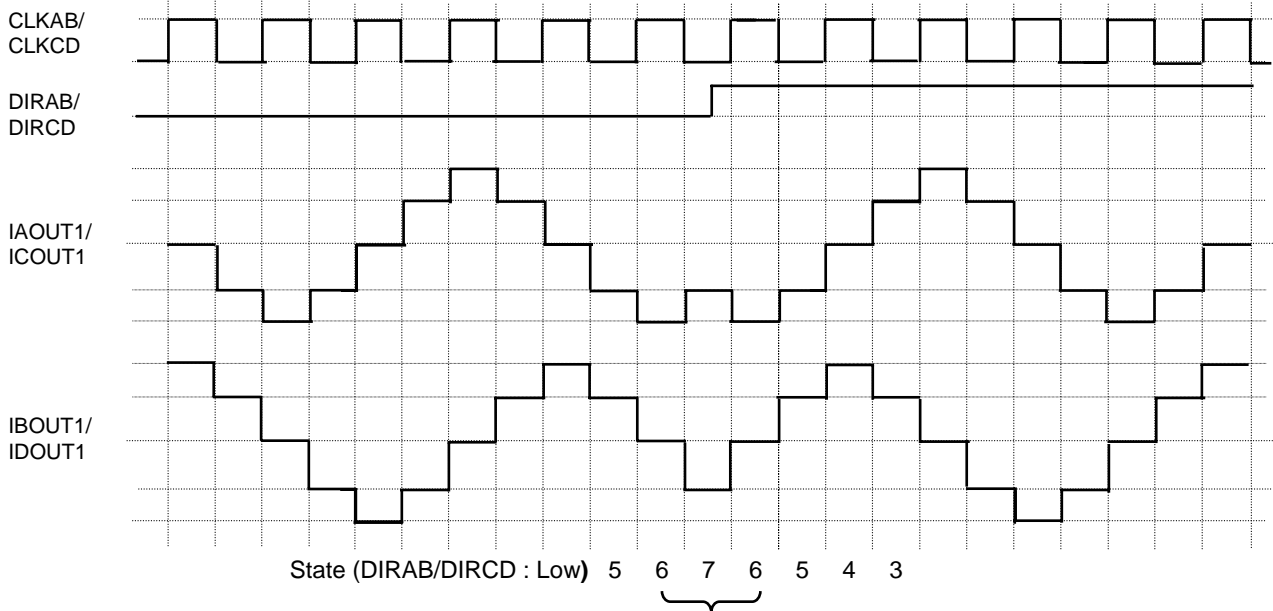 CLKAB/
CLKCD
DIRAB/
DIRCD
IAOUT1/
ICOUT1
IBOUT1/
IDOUT1
State (DIRAB/DIRCD : Low) 5 6 7 6 5 4 3